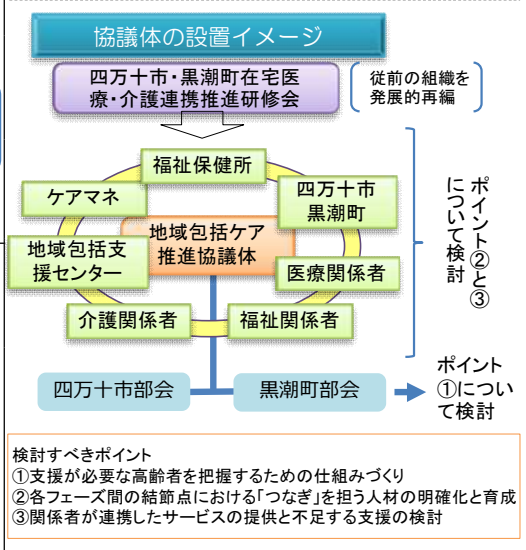 協議体の設置イメージ
四万十市・黒潮町在宅医
療・介護連携推進研修会
従前の組織を
発展的再編
福祉保健所
ケアマネ
四万十市
黒潮町
地域包括ケア
推進協議体
地域包括支
援センター
医療関係者
介護関係者
福祉関係者
ポイント②と③
について検討
四万十市部会
黒潮町部会
ポイント
①につい
て検討
検討すべきポイント
①支援が必要な高齢者を把握するための仕組みづくり
②各フェーズ間の結節点における「つなぎ」を担う人材の明確化と育成
③関係者が連携したサービスの提供と不足する支援の検討